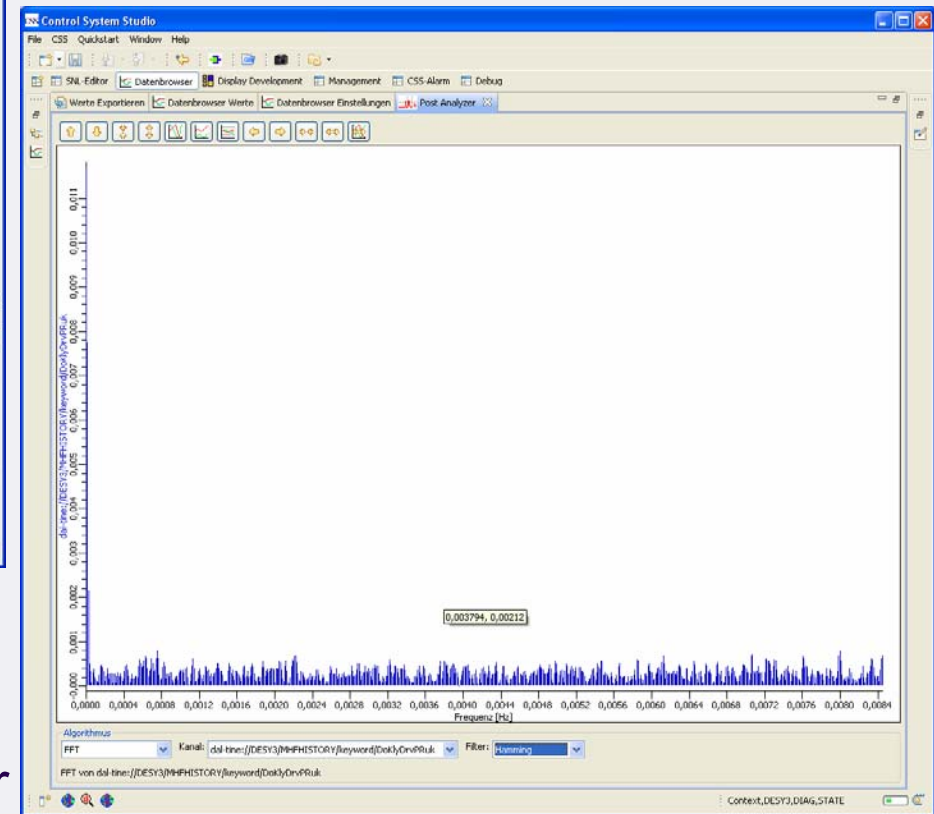 Control System Studio
File CSS Quickstart Window Help
SNL-Editor Datenbrowser Display Development Management CSS-Alarm Debug
Werte Exportieren Datenbrowser Werte Datenbrowser Einstellungen Post Analyzer
0,011
0,010
0,009
0,008
0,007
0,006
0,005
0,004
0,003
0,002
0,001
-0,000
dal-tine://DESY3/MHFHISTORY/keyword/DoKlyDrvPRuk
0,003794, 0,00212
0,0000 0,0004 0,0008 0,0012 0,0016 0,0020 0,0024 0,0028 0,0032 0,0036 0,0040 0,0044 0,0048 0,0052 0,0056 0,0060 0,0064 0,0068 0,0072 0,0076 0,0080 0,0084
Frequenz [Hz]
Algorithmus
FFT Kanal: dal-tine://DESY3/MHFHISTORY/keyword/DoKlyDrvPRuk Filter: Hamming
FFT von dal-tine://DESY3/MHFHISTORY/keyword/DoKlyDrvPRuk
Context,DESY3,DIAG,STATE
r